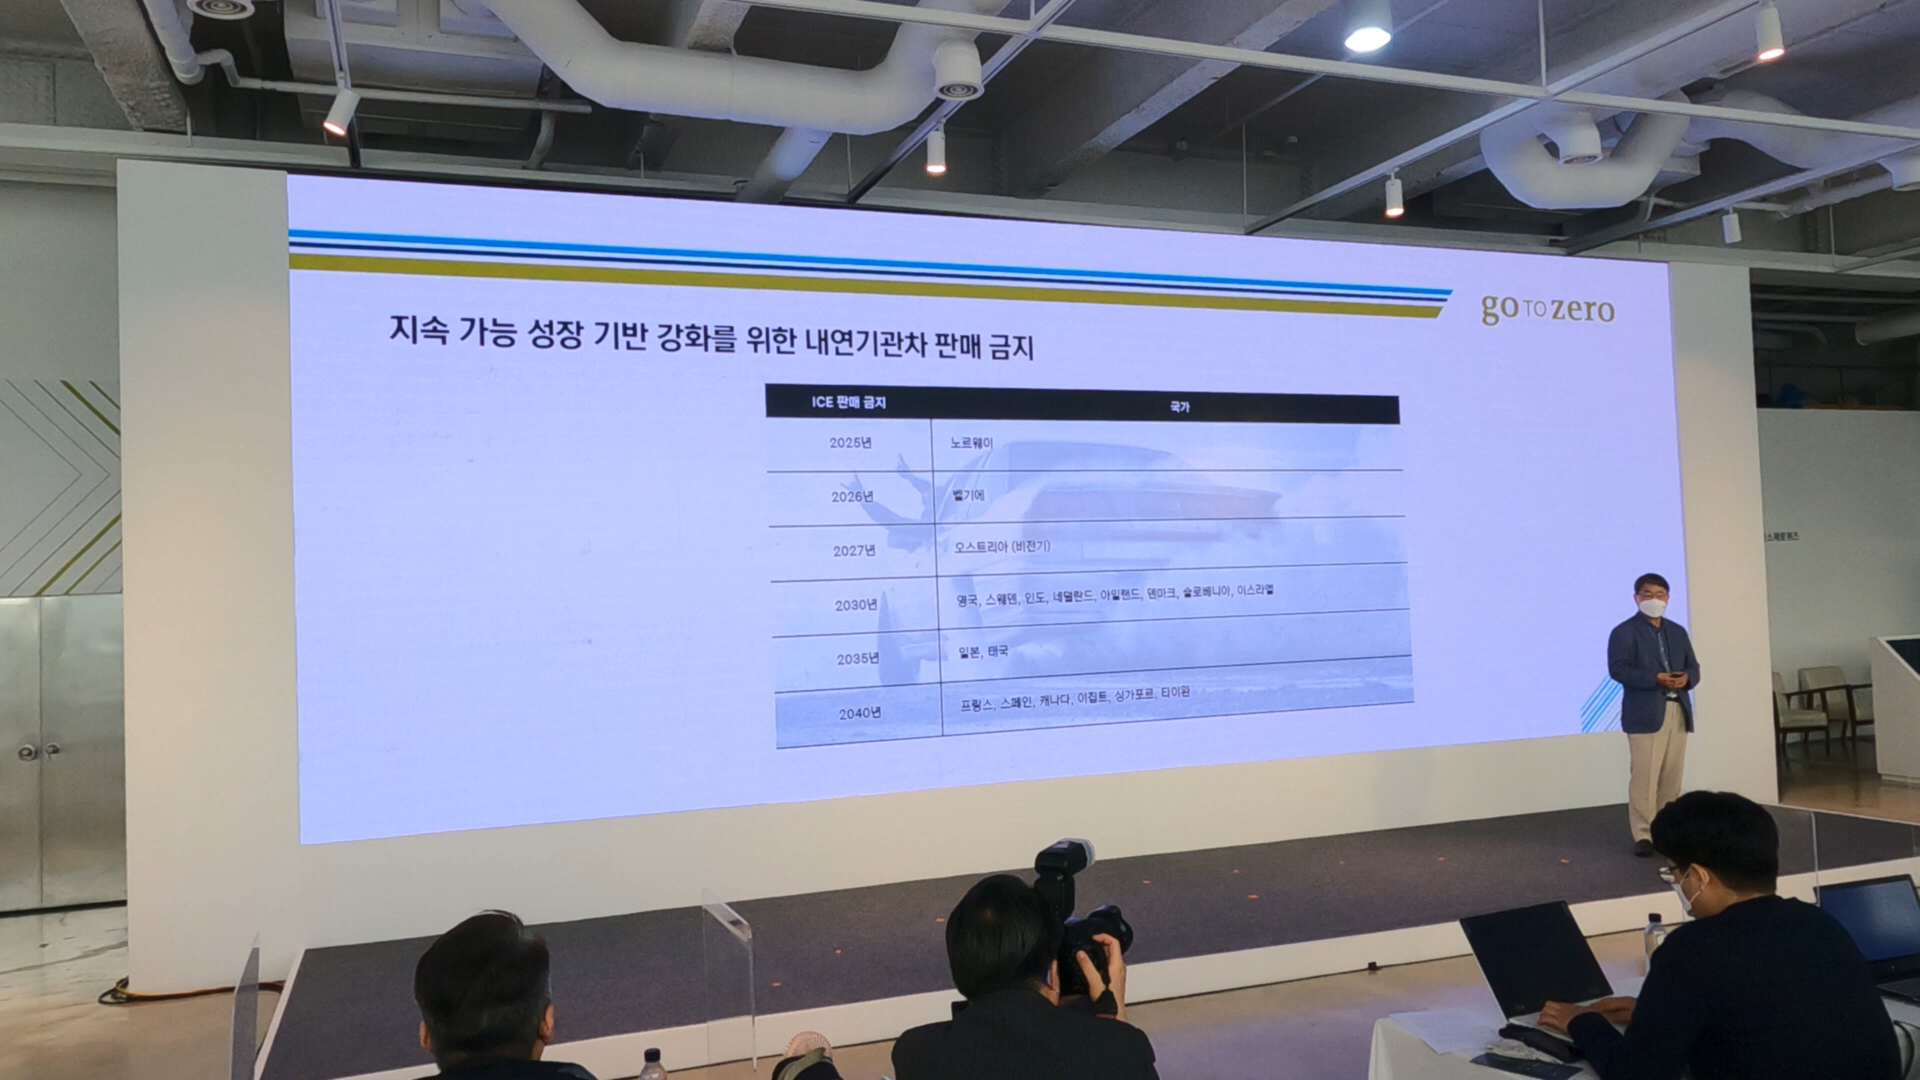 go TO zero
지속 가능 성장 기반 강화를 위한 내연기관차 판매 금지
ICE 판매 금지 국가
2025년 노르웨이
2026년 벨기에
2027년 오스트리아 (비전기)
2030년 영국, 스웨덴, 인도, 네덜란드, 아일랜드, 덴마크, 슬로베니아, 이스라엘
2035년 일본, 태국
2040년 프랑스, 스페인, 캐나다, 이집트, 싱가포르, 타이완